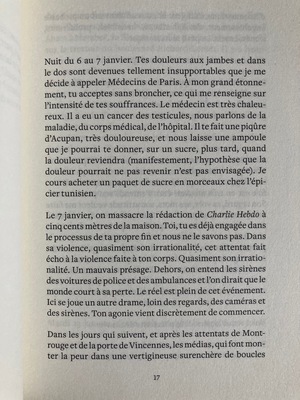 Nuit du 6 au 7 janvier. Tes douleurs aux jambes et dans
le dos sont devenues tellement insupportables que je me
décide à appeler Médecins de Paris. À mon grand étonne-
ment, tu acceptes sans broncher, ce qui me renseigne sur
l'intensité de tes souffrances. Le médecin est très chaleu-
reux. Il a eu un cancer des testicules, nous parlons de la
maladie, du corps médical, de l'hôpital. Il te fait une piqûre
d'Acupan, très douloureuse, et nous laisse une ampoule
que je pourrai te donner, sur un sucre, plus tard, quand
la douleur reviendra (manifestement, l'hypothèse que la
douleur pourrait ne pas revenir n'est pas envisagée). Je
cours acheter un paquet de sucre en morceaux chez l'épi-
cier tunisien.
Le 7 janvier, on massacre la rédaction de Charlie Hebdo à
cinq cents mètres de la maison. Toi, tu es déjà engagée dans
le processus de ta propre fin et nous ne le savons pas. Dans
sa violence, quasiment son irrationalité, cet attentat fait
écho à la violence faite à ton corps. Quasiment son irratio-
nalité. Un mauvais présage. Dehors, on entend les sirènes
des voitures de police et des ambulances et l'on dirait que le
monde court à sa perte. Le réel est plein de cet événement.
Ici se joue un autre drame, loin des regards, des caméras et
des sirènes. Ton agonie vient discrètement de commencer.
Dans les jours qui suivent, et après les attentats de Mont-
rouge et de la porte de Vincennes, les médias, qui font mon-
ter la peur dans une vertigineuse surenchère de boucles
17